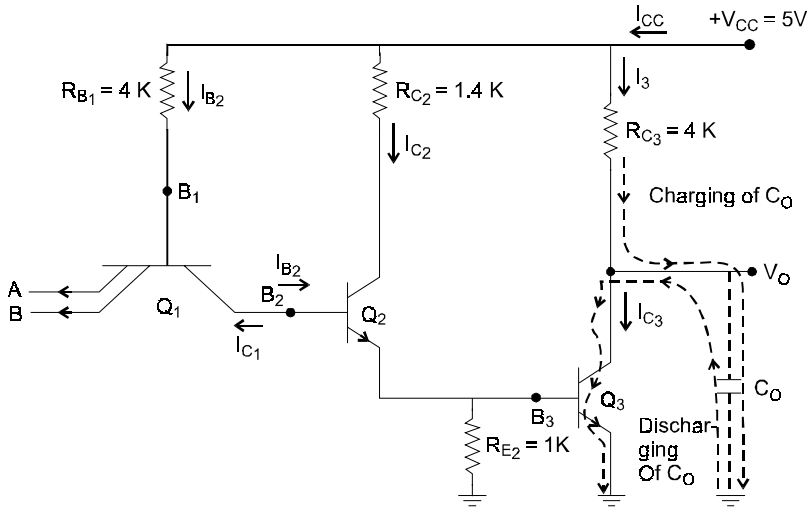 I_CC
+V_CC = 5V
R_B1 = 4 K
I_B2
R_C2 = 1.4 K
I_3
I_C2
R_C3 = 4 K
B_1
Charging of C_O
I_B2
A
B
Q_1
B_2
Q_2
V_O
I_C1
I_C3
B_3
Q_3
C_O
R_E2 = 1K
Dischar-
ging
Of C_O